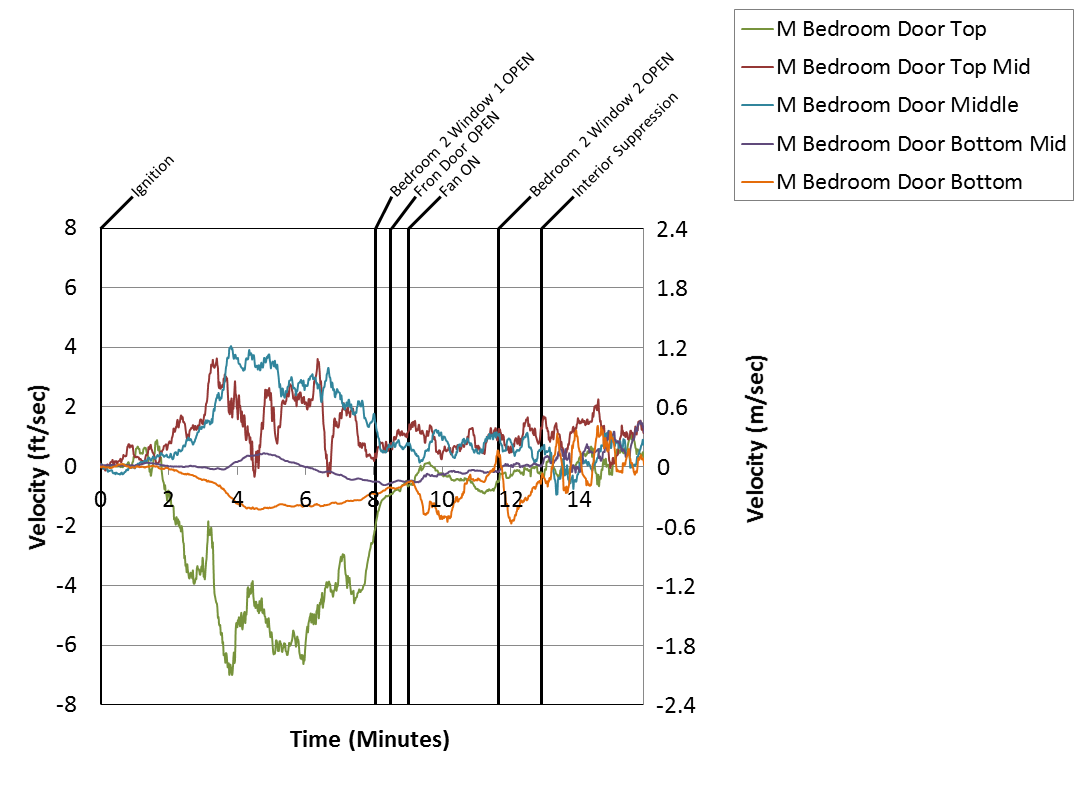 M Bedroom Door Top
M Bedroom Door Top Mid
M Bedroom Door Middle
M Bedroom Door Bottom Mid
M Bedroom Door Bottom
Ignition
Bedroom 2 Window 1 OPEN
Fron Door OPEN
Fan ON
Bedroom 2 Window 2 OPEN
Interior Suppression
8
6
4
2
0
-2
-4
-6
-8
2.4
1.8
1.2
0.6
0
-0.6
-1.2
-1.8
-2.4
0 2 4 6 8 10 12 14
Velocity (ft/sec)
Velocity (m/sec)
Time (Minutes)